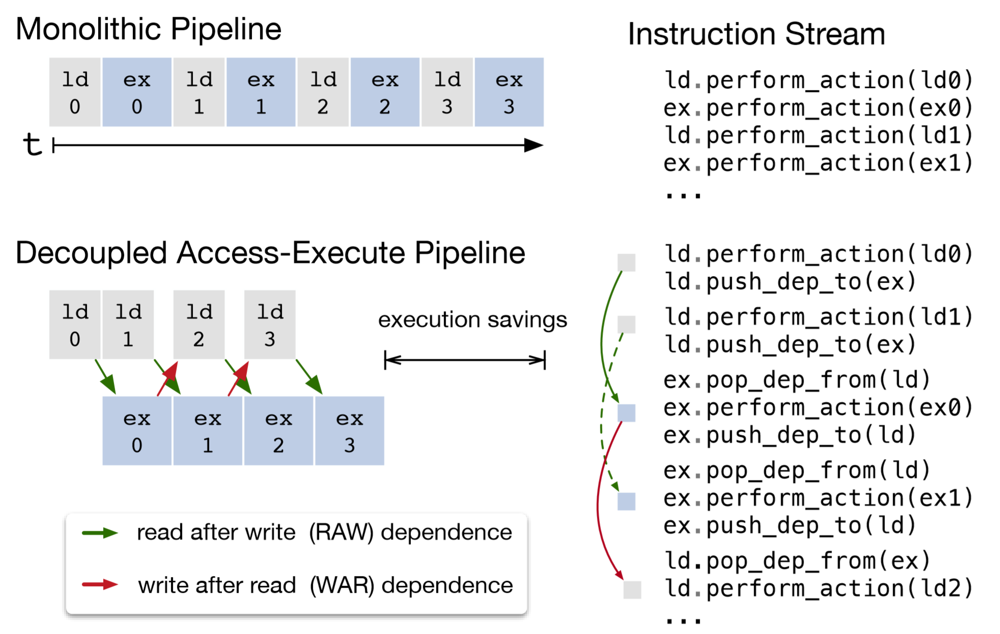 Monolithic Pipeline
ld ex ld ex ld ex ld ex
0 0 1 1 2 2 3 3
t
Instruction Stream
ld.perform_action(ld0)
ex.perform_action(ex0)
ld.perform_action(ld1)
ex.perform_action(ex1)
...
Decoupled Access-Execute Pipeline
ld ld ld ld
0 1 2 3
execution savings
ex ex ex ex
0 1 2 3
read after write (RAW) dependence
write after read (WAR) dependence
ld.perform_action(ld0)
ld.push_dep_to(ex)
ld.perform_action(ld1)
ld.push_dep_to(ex)
ex.pop_dep_from(ld)
ex.perform_action(ex0)
ex.push_dep_to(ld)
ex.pop_dep_from(ld)
ex.perform_action(ex1)
ex.push_dep_to(ld)
ld.pop_dep_from(ex)
ld.perform_action(ld2)
...